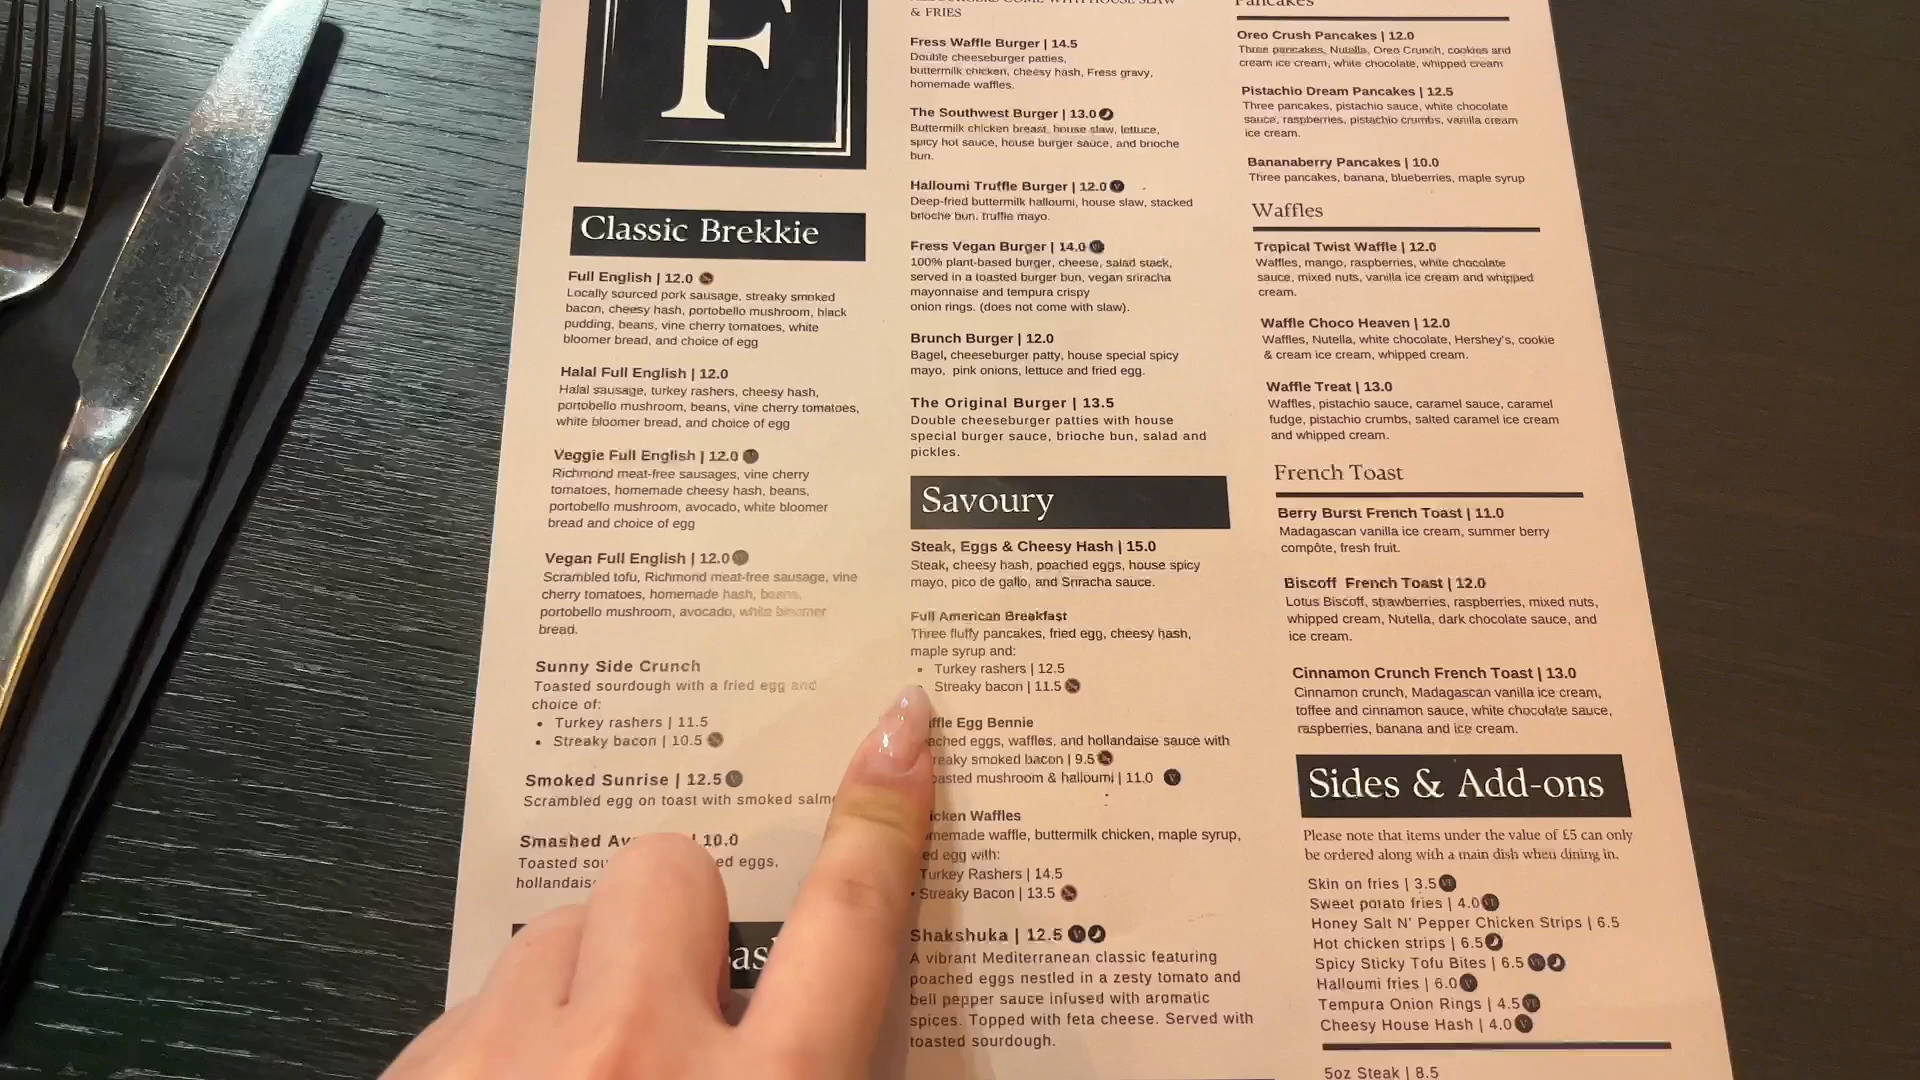 F
Classic Brekkie
Full English | 12.0
Locally sourced pork sausage, streaky smoked
bacon, cheesy hash, portobello mushroom, black
pudding, beans, vine cherry tomatoes, white
bloomer bread, and choice of egg
Halal Full English | 12.0
Halal sausage, turkey rashers, cheesy hash,
portobello mushroom, beans, vine cherry tomatoes,
white bloomer bread, and choice of egg
Veggie Full English | 12.0
Richmond meat-free sausages, vine cherry
tomatoes, homemade cheesy hash, beans,
portobello mushroom, avocado, white bloomer
bread and choice of egg
Vegan Full English | 12.0
Scrambled tofu, Richmond meat-free sausage, vine
cherry tomatoes, homemade hash, beans,
portobello mushroom, avocado, white bloomer
bread.
Sunny Side Crunch
Toasted sourdough with a fried egg and
choice of:
• Turkey rashers | 11.5
• Streaky bacon | 10.5
Smoked Sunrise | 12.5 V
Scrambled egg on toast with smoked
Smashed | 10.0
Toasted eggs,
& FRIES
Fress Waffle Burger | 14.5
Double cheeseburger patties,
buttermilk chicken, cheesy hash, Fress gravy,
homemade waffles.
The Southwest Burger | 13.0
Buttermilk chicken breast, house slaw, lettuce,
spicy hot sauce, house burger sauce, and brioche
bun.
Halloumi Truffle Burger | 12.0 V
Deep-fried buttermilk halloumi, house slaw, stacked
brioche bun, truffle mayo.
Fress Vegan Burger | 14.0 VE
100% plant-based burger, cheese, salad stack,
served in a toasted burger bun, vegan sriracha
mayonnaise and tempura crispy
onion rings. (does not come with slaw).
Brunch Burger | 12.0
Bagel, cheeseburger patty, house special spicy
mayo, pink onions, lettuce and fried egg.
The Original Burger | 13.5
Double cheeseburger patties with house
special burger sauce, brioche bun, salad and
pickles.
Savoury
Steak, Eggs & Cheesy Hash | 15.0
Steak, cheesy hash, poached eggs, house spicy
mayo, pico de gallo, and Sriracha sauce.
Full American Breakfast
Three fluffy pancakes, fried egg, cheesy hash,
maple syrup and:
• Turkey rashers | 12.5
• Streaky bacon | 11.5
Egg Bennie
eggs, waffles, and hollandaise sauce with
smoked bacon | 9.5
mushroom & halloumi | 11.0 V
Waffles
waffle, buttermilk chicken, maple syrup,
egg with:
Turkey Rashers | 14.5
• Streaky Bacon | 13.5
Shakshuka | 12.5 V
A vibrant Mediterranean classic featuring
poached eggs nestled in a zesty tomato and
bell pepper sauce infused with aromatic
spices. Topped with feta cheese. Served with
toasted sourdough.
Pancakes
Oreo Crush Pancakes | 12.0
Three pancakes, Nutella, Oreo Crunch, cookies and
cream ice cream, white chocolate, whipped cream
Pistachio Dream Pancakes | 12.5
Three pancakes, pistachio sauce, white chocolate
sauce, raspberries, pistachio crumbs, vanilla cream
ice cream.
Bananaberry Pancakes | 10.0
Three pancakes, banana, blueberries, maple syrup
Waffles
Tropical Twist Waffle | 12.0
Waffles, mango, raspberries, white chocolate
sauce, mixed nuts, vanilla ice cream and whipped
cream.
Waffle Choco Heaven | 12.0
Waffles, Nutella, white chocolate, Hershey's, cookie
& cream ice cream, whipped cream.
Waffle Treat | 13.0
Waffles, pistachio sauce, caramel sauce, caramel
fudge, pistachio crumbs, salted caramel ice cream
and whipped cream.
French Toast
Berry Burst French Toast | 11.0
Madagascan vanilla ice cream, summer berry
compôte, fresh fruit.
Biscoff French Toast | 12.0
Lotus Biscoff, strawberries, raspberries, mixed nuts,
whipped cream, Nutella, dark chocolate sauce, and
ice cream.
Cinnamon Crunch French Toast | 13.0
Cinnamon crunch, Madagascan vanilla ice cream,
toffee and cinnamon sauce, white chocolate sauce,
raspberries, banana and ice cream.
Sides & Add-ons
Please note that items under the value of £5 can only
be ordered along with a main dish when dining in.
Skin on fries | 3.5 VE
Sweet potato fries | 4.0 VE
Honey Salt N' Pepper Chicken Strips | 6.5
Hot chicken strips | 6.5
Spicy Sticky Tofu Bites | 6.5 VE
Halloumi fries | 6.0 V
Tempura Onion Rings | 4.5 VE
Cheesy House Hash | 4.0 V
5oz Steak | 8.5